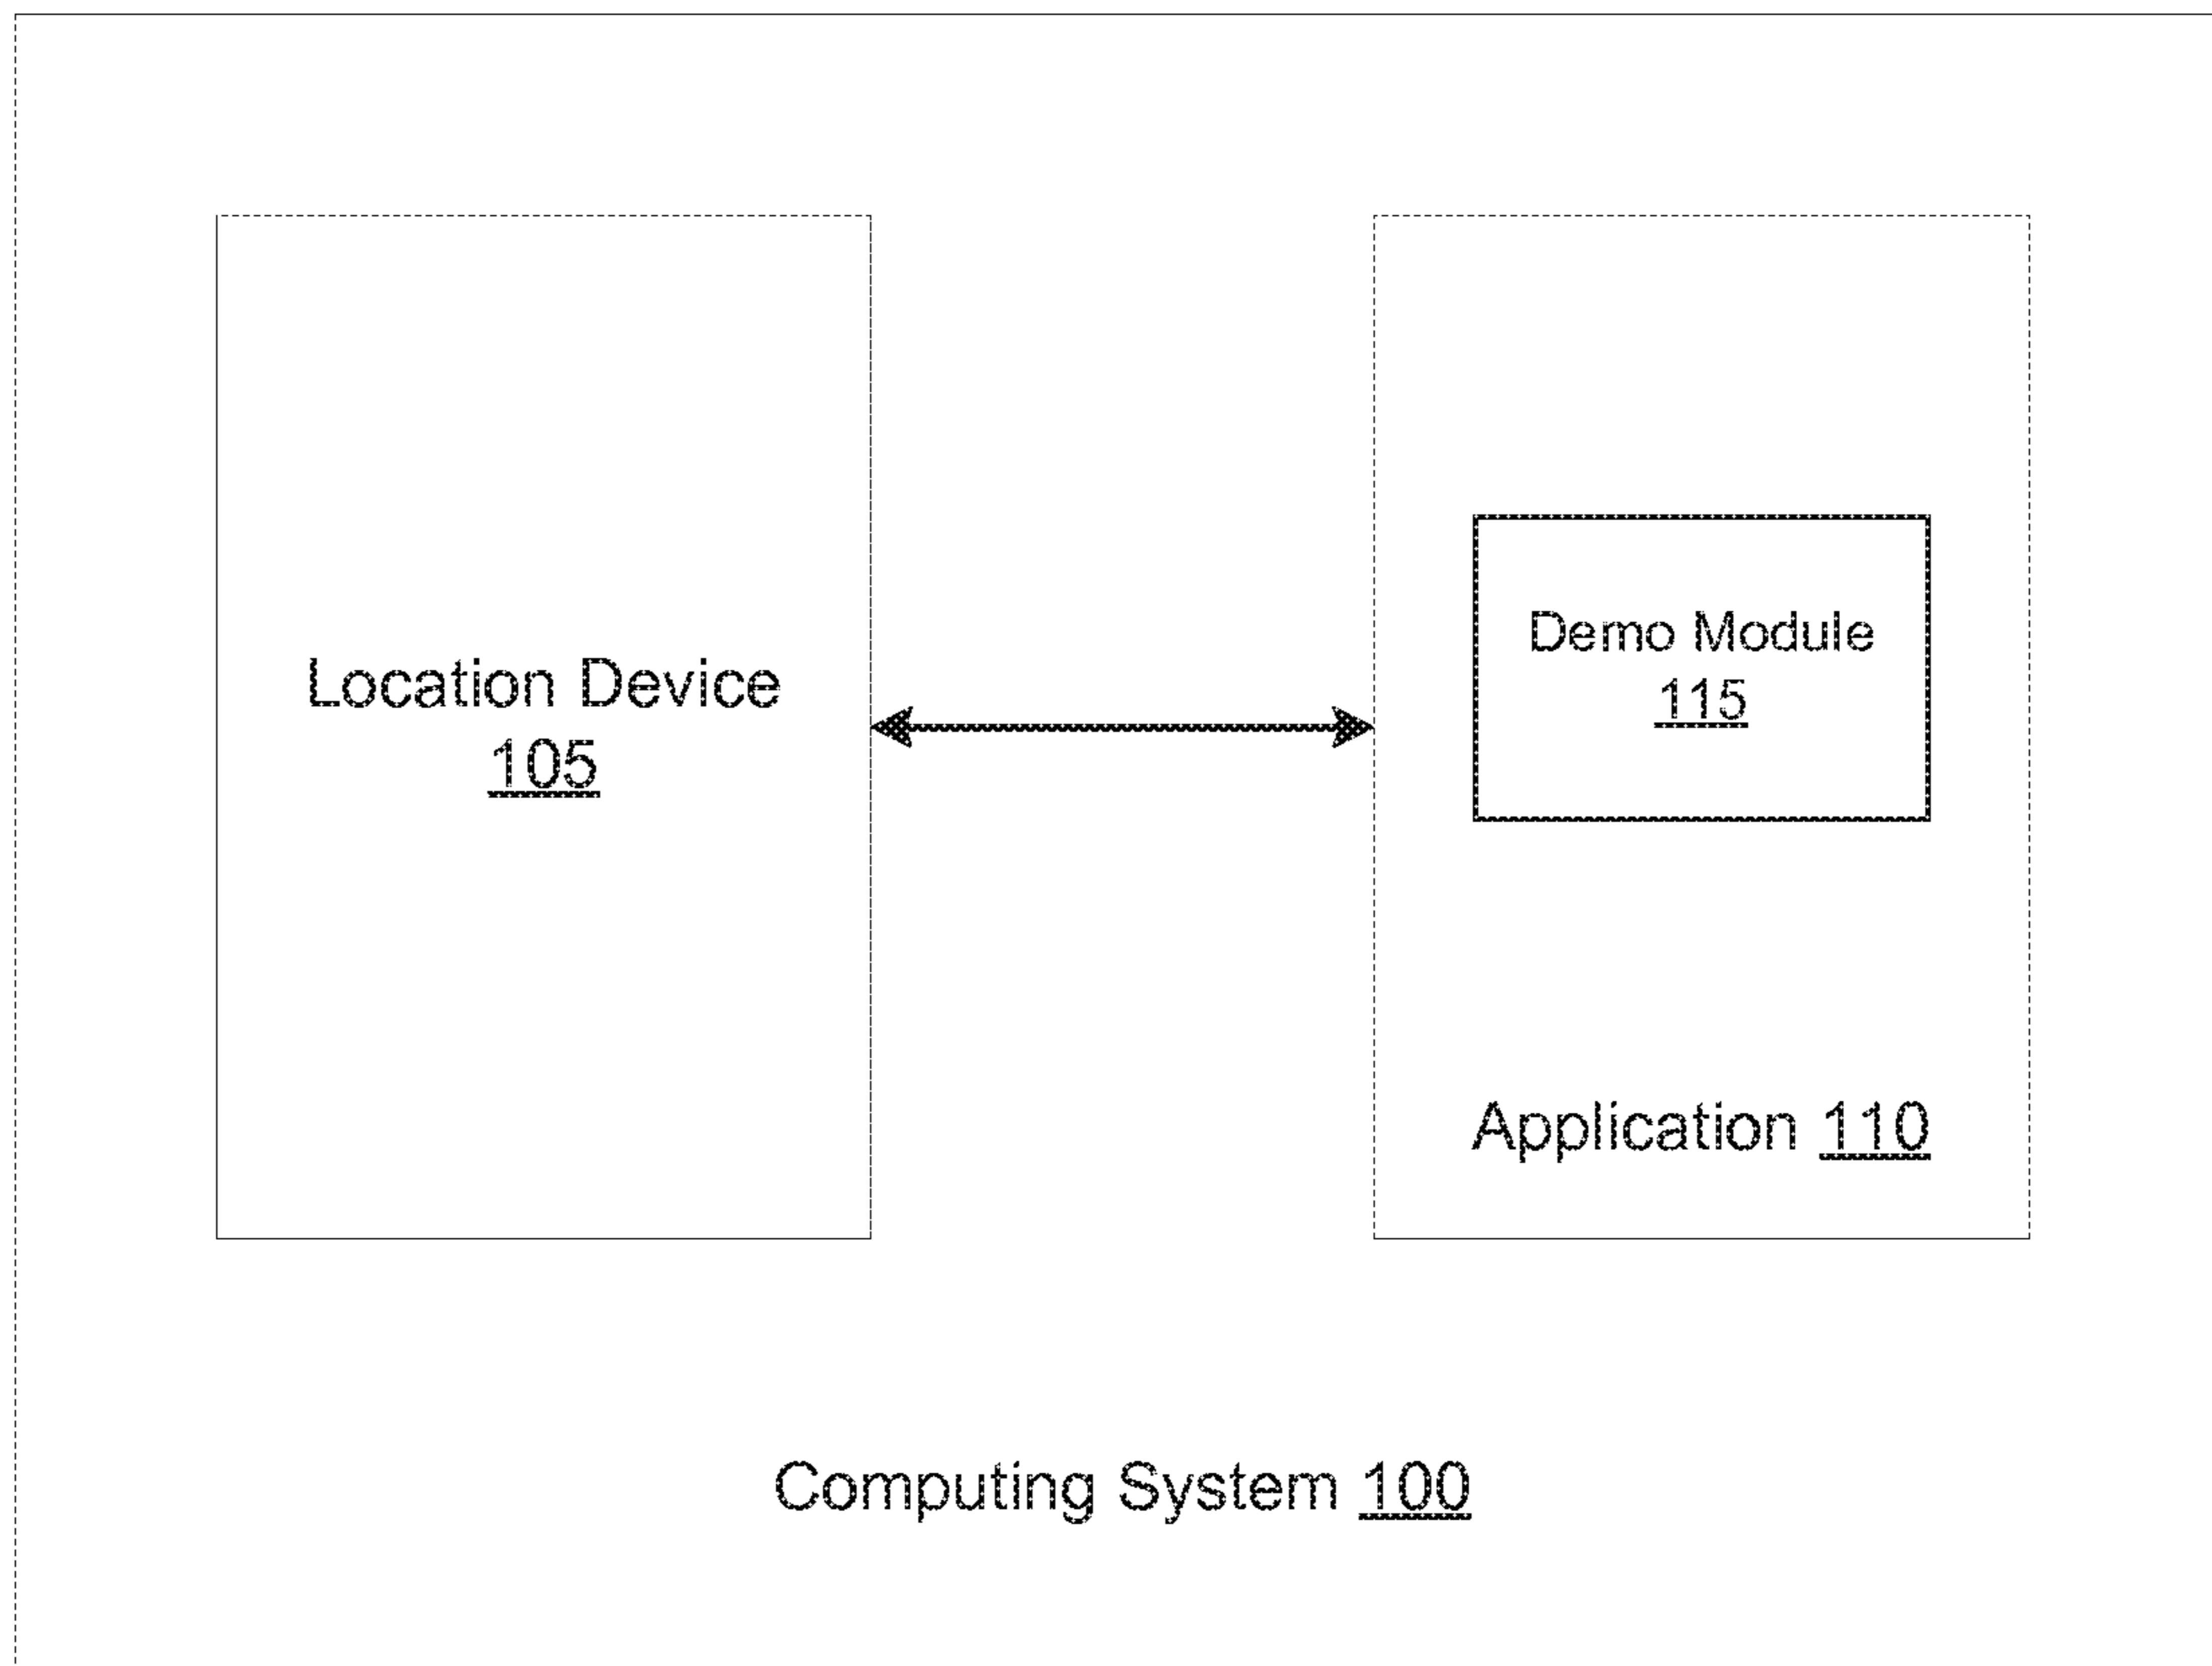 Location Device
105
Demo Module
115
Application 110
Computing System 100